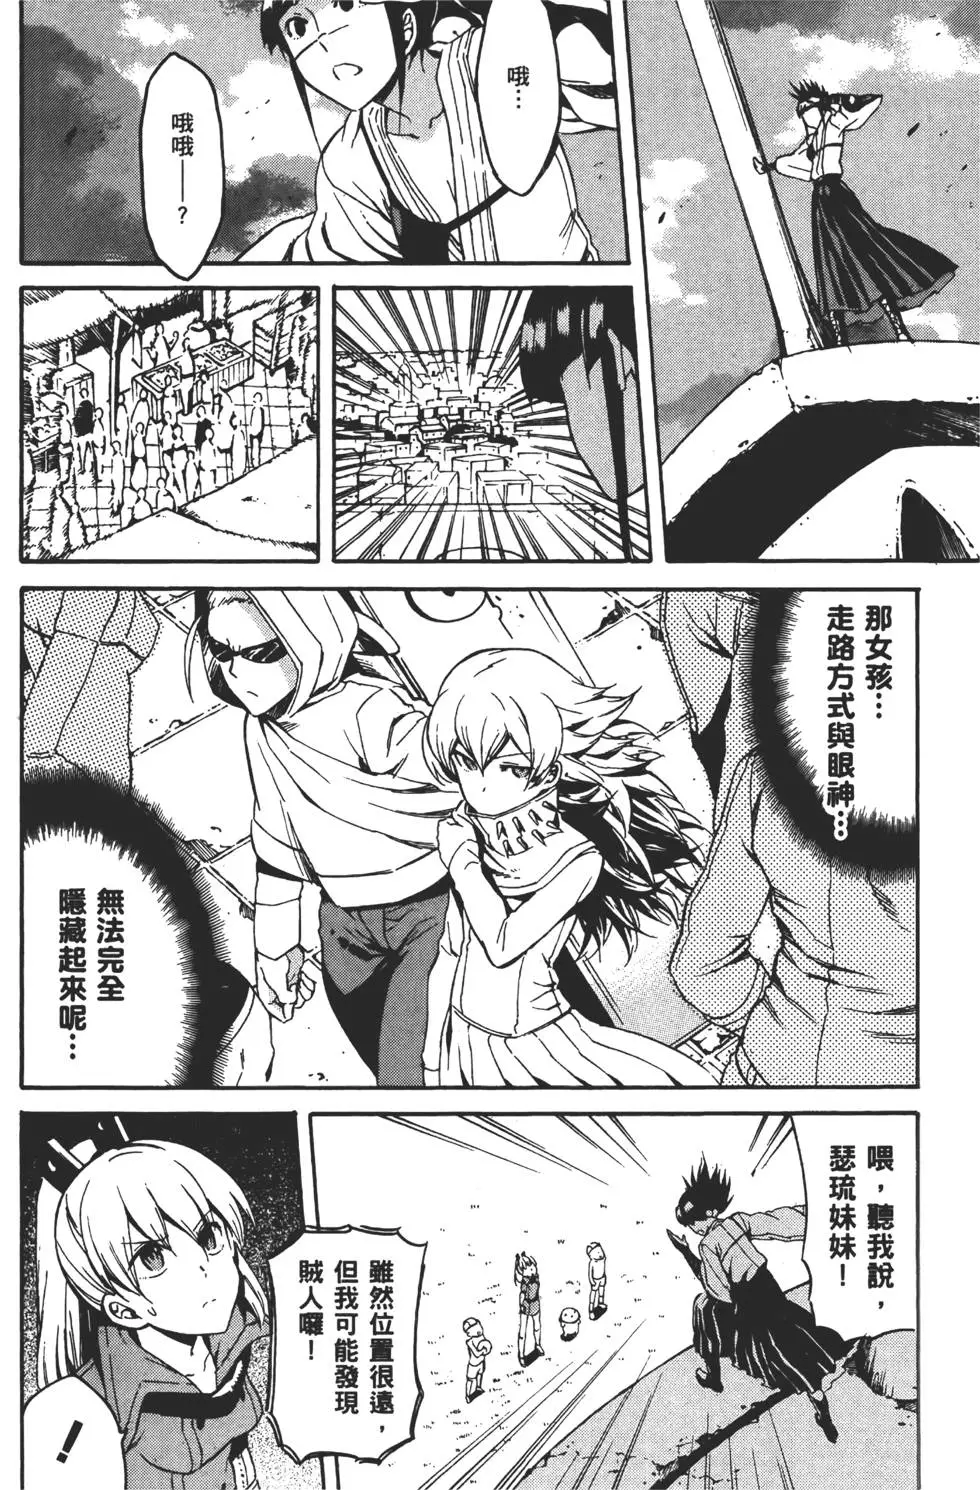 哦…
哦哦——？
那女孩…
走路方式與眼神…
無法完全
隱藏起來呢…
喂，聽我說，
瑟琉妹妹！
雖然位置很遠，
但我可能發現
賊人囉！
！